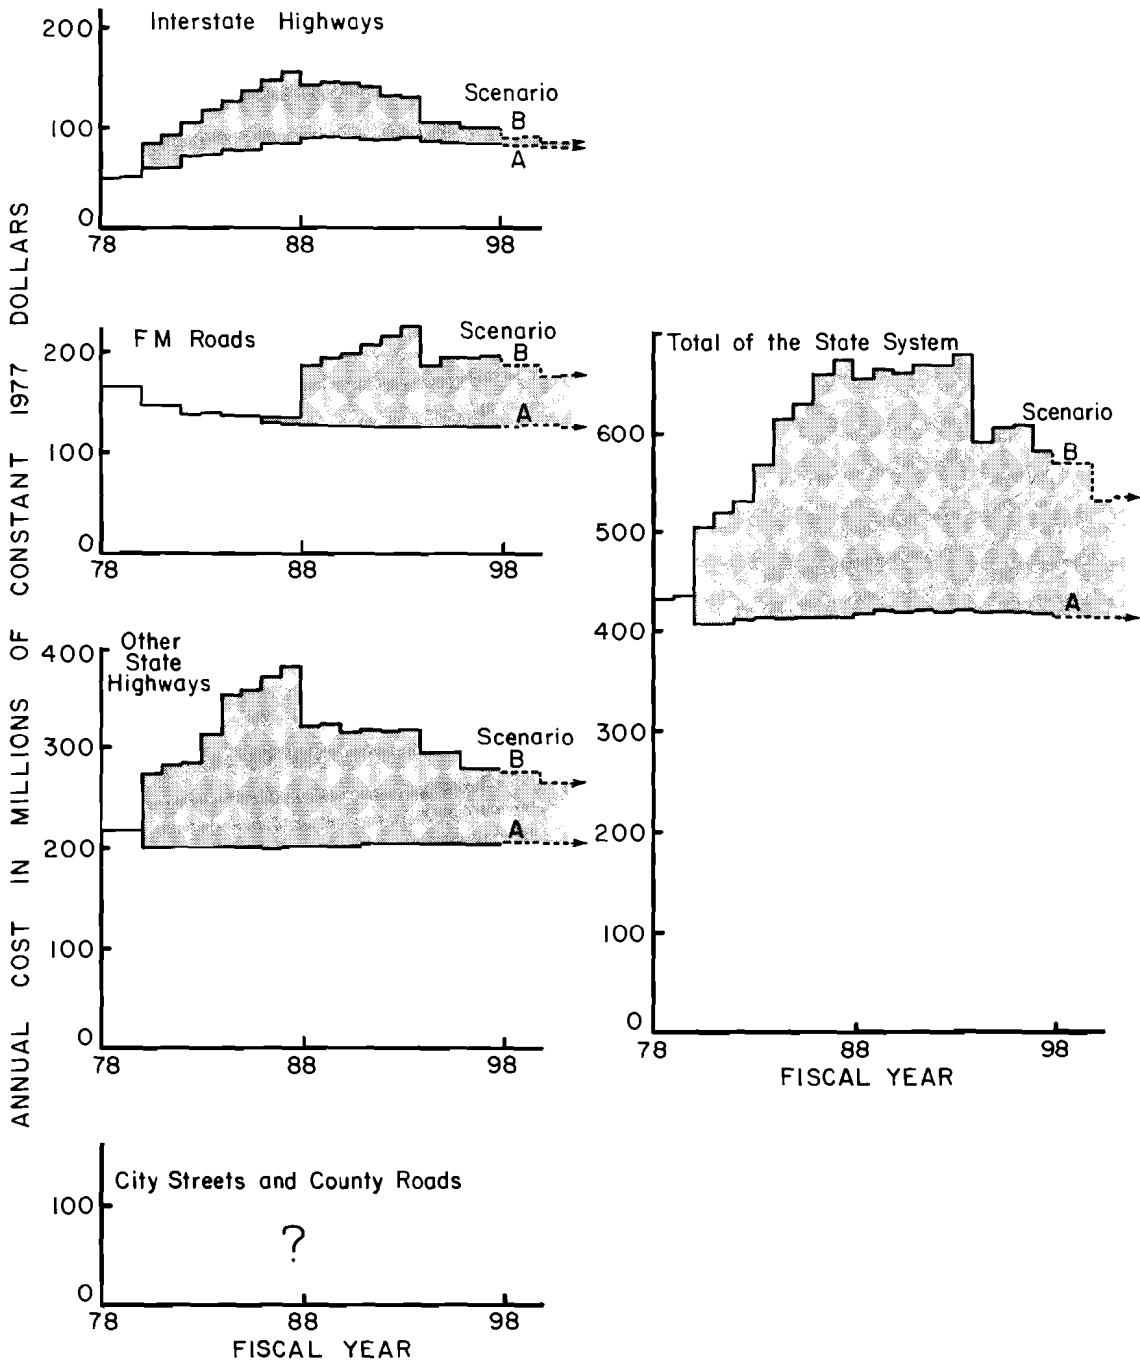 ANNUAL COST IN MILLIONS OF CONSTANT 1977 DOLLARS
Interstate Highways
200
100
0
78 88 98
Scenario
B
A
FM Roads
200
100
0
78 88 98
Scenario
B
A
Other
State
Highways
400
300
200
100
0
78 88 98
Scenario
B
A
City Streets and County Roads
100
0
?
78 88 98
FISCAL YEAR
Total of the State System
600
500
400
300
200
100
0
78 88 98
Scenario
B
A
FISCAL YEAR